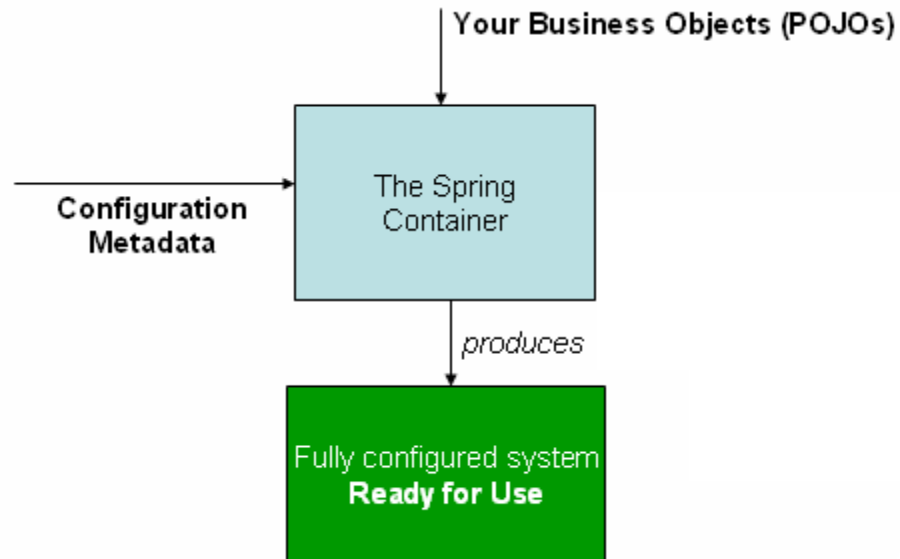 Your Business Objects (POJOs)
The Spring
Container
Configuration
Metadata
produces
Fully configured system
Ready for Use